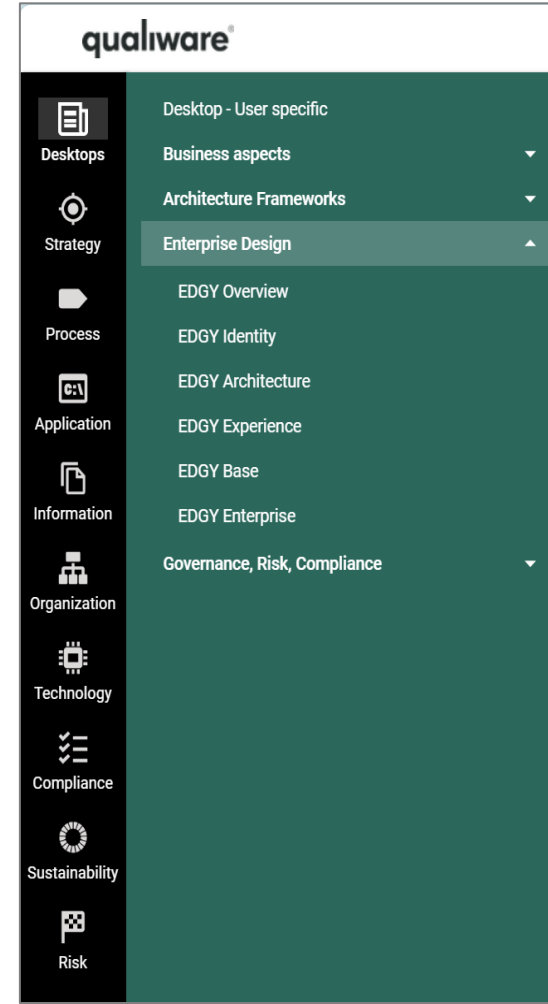 qualiware®
Desktops
Strategy
Process
C:\
Application
Information
Organization
Technology
Compliance
Sustainability
Risk
Desktop - User specific
Business aspects
Architecture Frameworks
Enterprise Design
EDGY Overview
EDGY Identity
EDGY Architecture
EDGY Experience
EDGY Base
EDGY Enterprise
Governance, Risk, Compliance